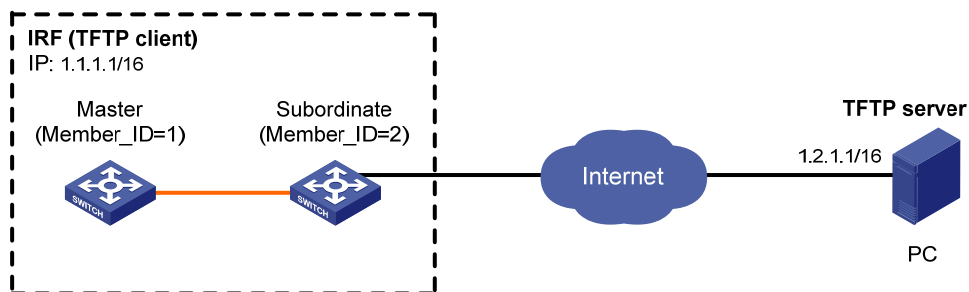 IRF (TFTP client)
IP: 1.1.1.1/16
Master
(Member_ID=1)
Subordinate
(Member_ID=2)
SWITCH
SWITCH
Internet
TFTP server
1.2.1.1/16
PC